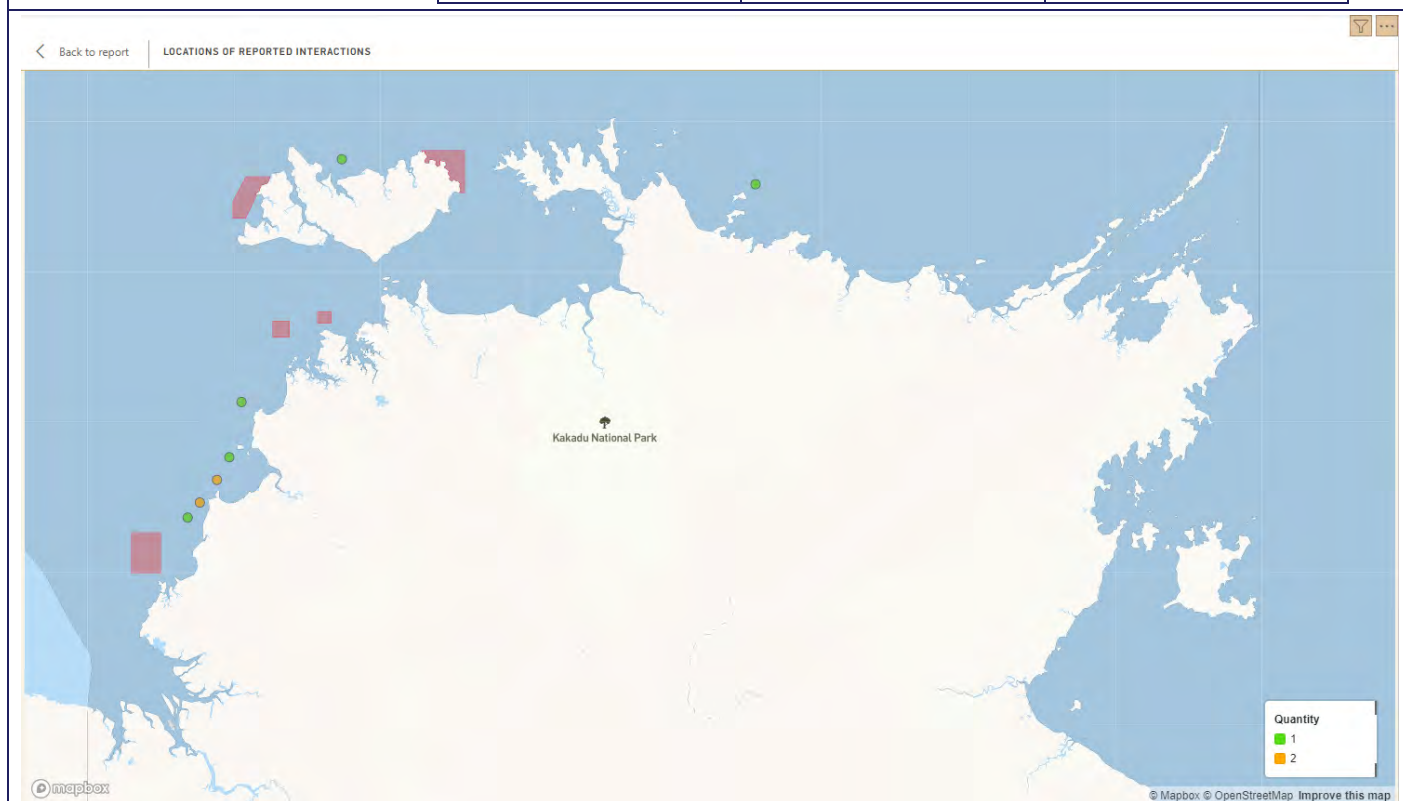 Back to report
LOCATIONS OF REPORTED INTERACTIONS
Kakadu National Park
Quantity
1
2
mapbox
© Mapbox © OpenStreetMap Improve this map